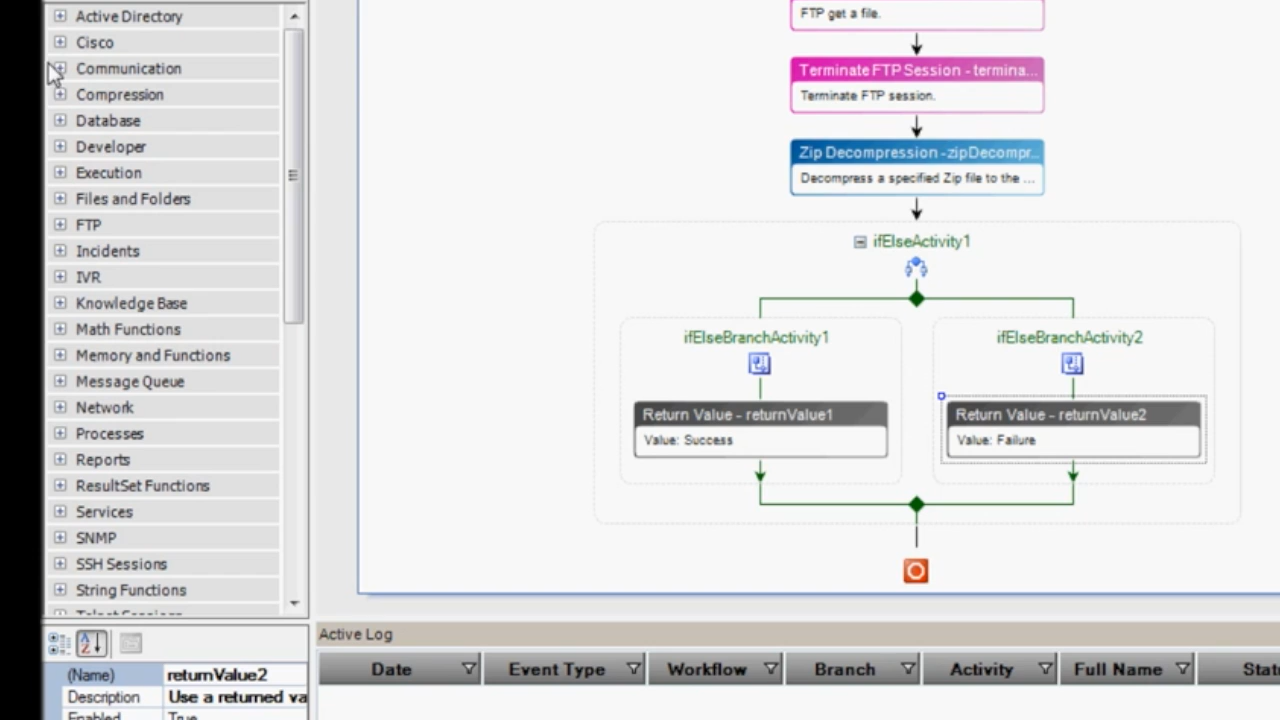 Active Directory
Cisco
Communication
Compression
Database
Developer
Execution
Files and Folders
FTP
Incidents
IVR
Knowledge Base
Math Functions
Memory and Functions
Message Queue
Network
Processes
Reports
ResultSet Functions
Services
SNMP
SSH Sessions
String Functions
(Name) returnValue2
Description Use a returned va
Enabled True
FTP get a file.
Terminate FTP Session - termina...
Terminate FTP session.
Zip Decompression -zipDecompr...
Decompress a specified Zip file to the ...
ifElseActivity1
ifElseBranchActivity1
ifElseBranchActivity2
Return Value - returnValue1
Value: Success
Return Value - returnValue2
Value: Failure
Active Log
Date Event Type Workflow Branch Activity Full Name